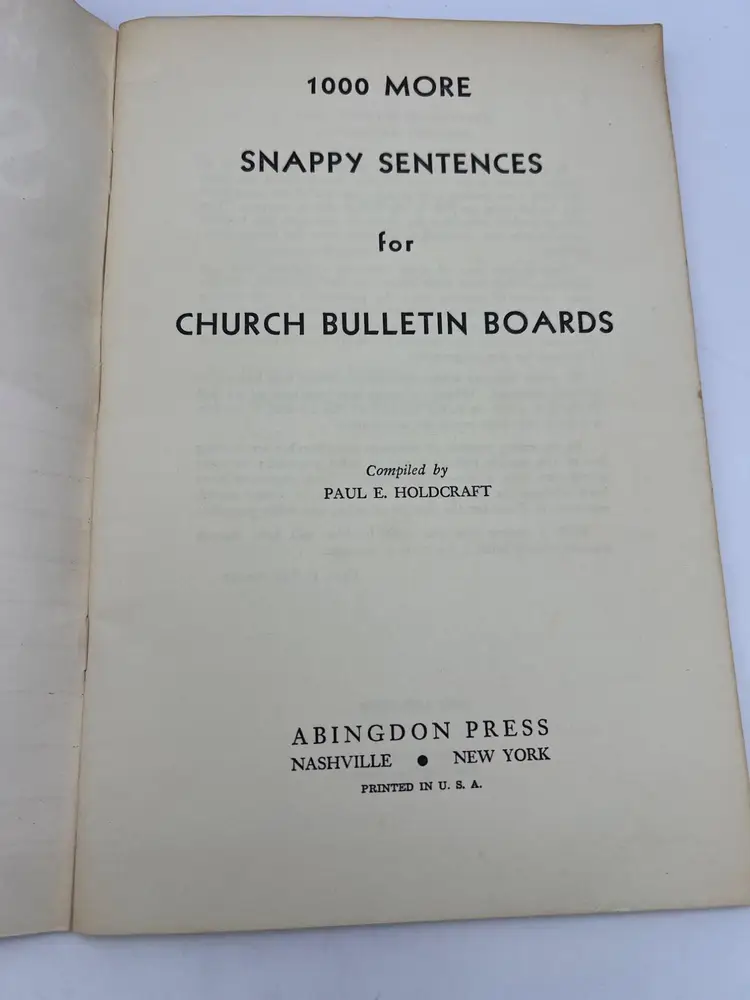 1000 MORE
SNAPPY SENTENCES
for
CHURCH BULLETIN BOARDS
Compiled by
PAUL E. HOLDCRAFT
ABINGDON PRESS
NASHVILLE ● NEW YORK
PRINTED IN U. S. A.